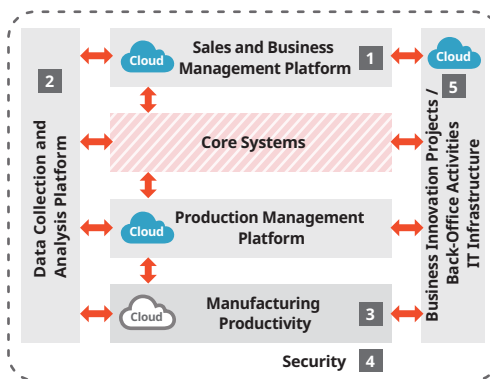 Cloud
Sales and Business
Management Platform
1
Cloud
2
5
Data Collection and
Analysis Platform
Core Systems
Business Innovation Projects /
Back-Office Activities
IT Infrastructure
Cloud
Production Management
Platform
Cloud
Manufacturing
Productivity
3
Security 4